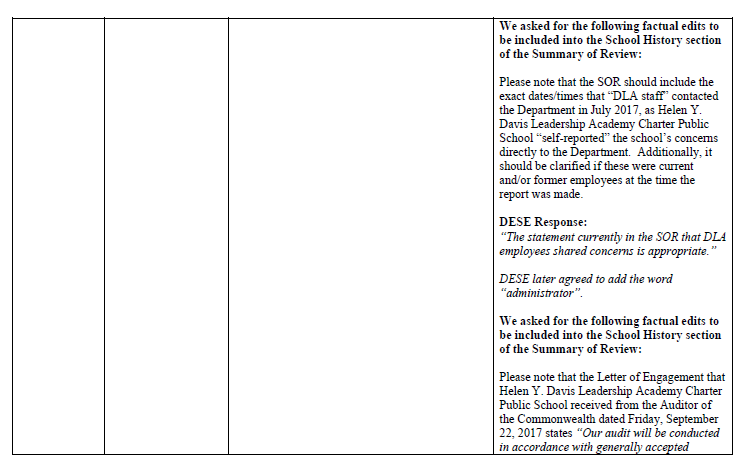 We asked for the following factual edits to
be included into the School History section
of the Summary of Review:
Please note that the SOR should include the
exact dates/times that “DLA staff” contacted
the Department in July 2017, as Helen Y.
Davis Leadership Academy Charter Public
School “self-reported” the school’s concerns
directly to the Department.  Additionally, it
should be clarified if these were current
and/or former employees at the time the
report was made.
DESE Response:
“The statement currently in the SOR that DLA
employees shared concerns is appropriate.”
DESE later agreed to add the word
“administrator”.
We asked for the following factual edits to
be included into the School History section
of the Summary of Review:
Please note that the Letter of Engagement that
Helen Y. Davis Leadership Academy Charter
Public School received from the Auditor of
the Commonwealth dated Friday, September
22, 2017 states “Our audit will be conducted
in accordance with generally accepted